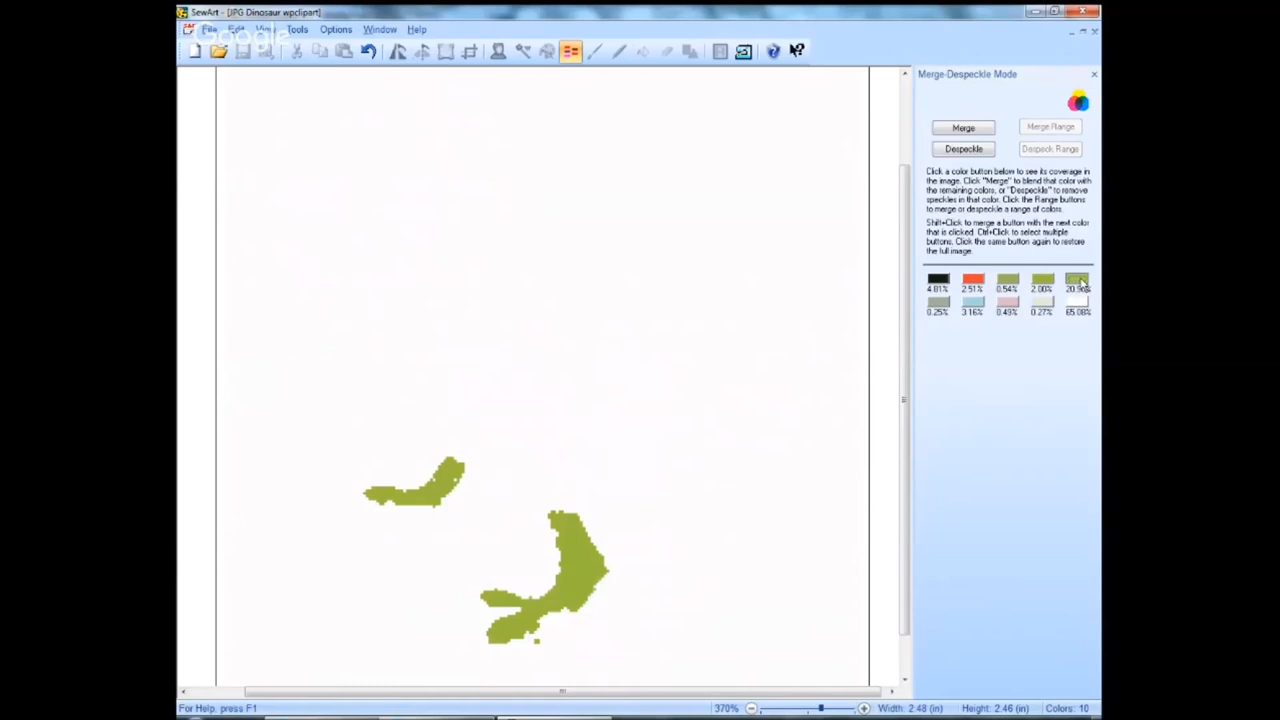 SewArt - [JPG Dinosaur wpclipart]
File Edit View Tools Options Window Help
Google
Merge-Despeckle Mode
Merge Merge Range
Despeckle Despeck Range
Click a color button below to see its coverage in
the image. Click "Merge" to blend that color with
the remaining colors, or "Despeckle" to remove
speckles in that color. Click the Range buttons
to merge or despeckle a range of colors.
Shift+Click to merge a button with the next color
that is clicked. Ctrl+Click to select multiple
buttons. Click the same button again to restore
the full image.
4.81% 2.51% 0.54% 2.00%
0.25% 3.16% 0.49% 0.27% 65.08%
For Help, press F1 370% Width: 2.48 (in) Height: 2.46 (in) Colors: 10